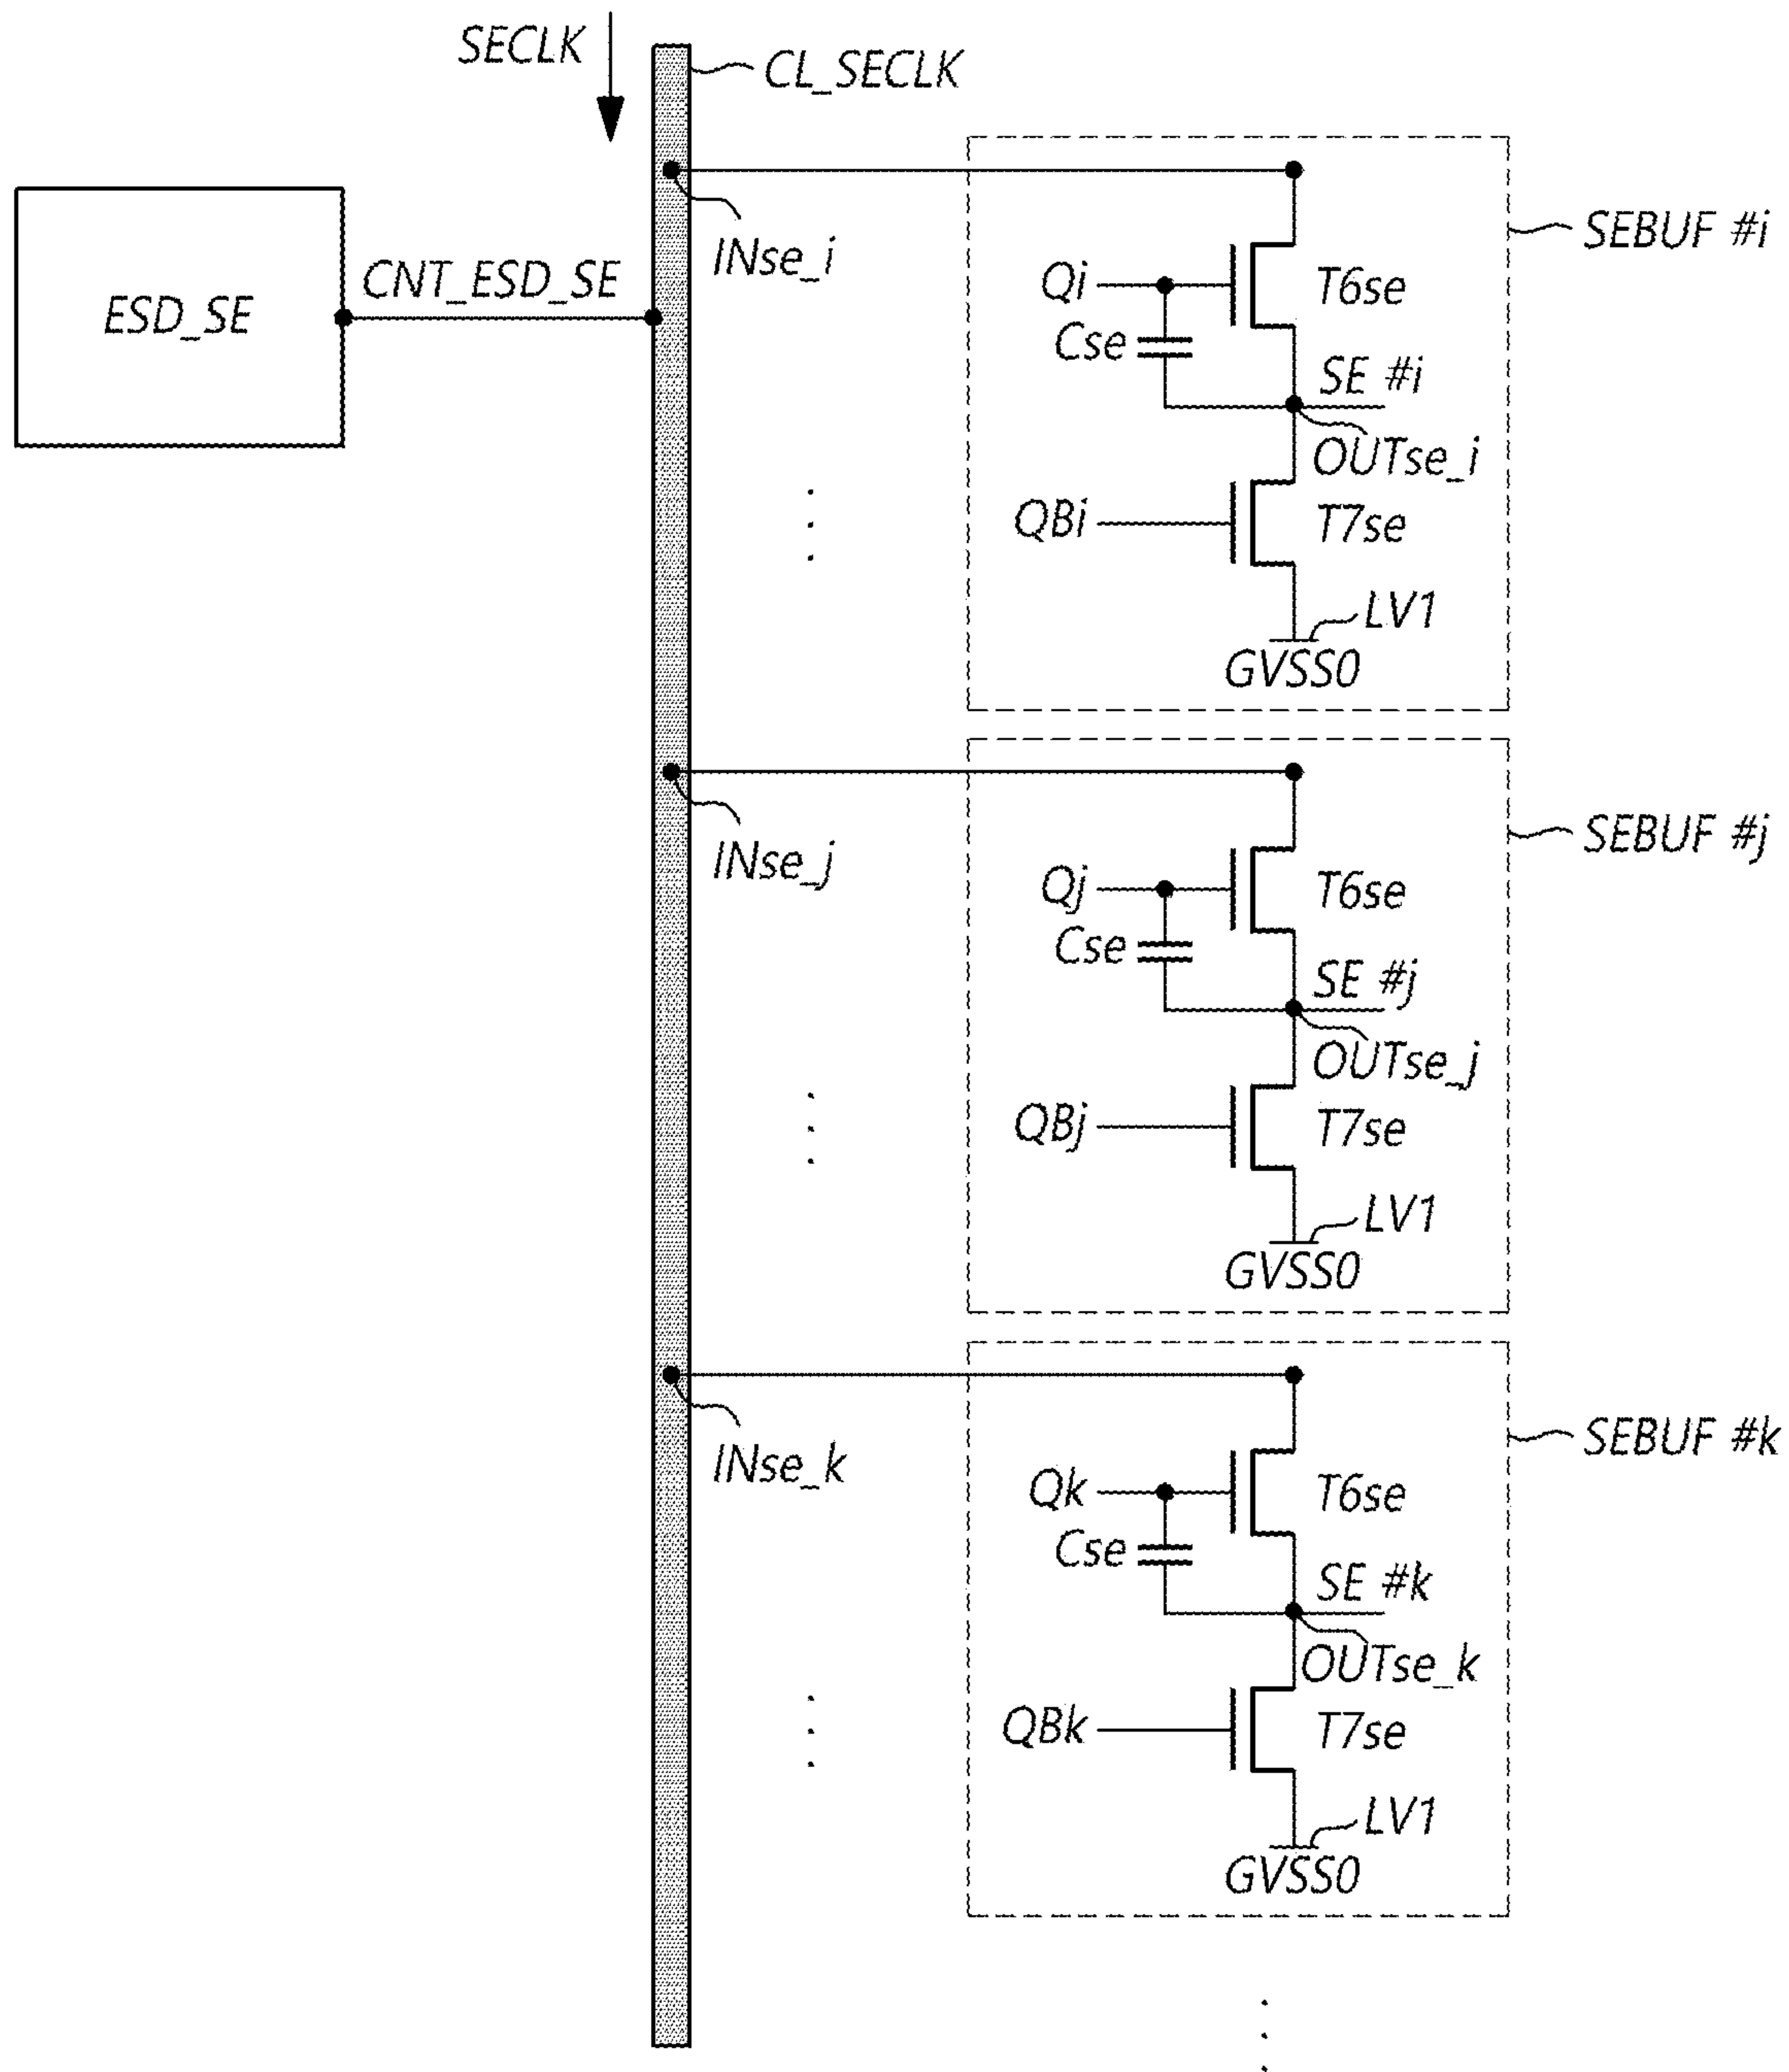 SECLK
CL_SECLK
ESD_SE
CNT_ESD_SE
INse_i
SEBUF #i
Qi
T6se
Cse
SE #i
OUTse_i
QBi
T7se
LV1
GVSS0
INse_j
SEBUF #j
Qj
T6se
Cse
SE #j
OUTse_j
QBj
T7se
LV1
GVSS0
INse_k
SEBUF #k
Qk
T6se
Cse
SE #k
OUTse_k
QBk
T7se
LV1
GVSS0